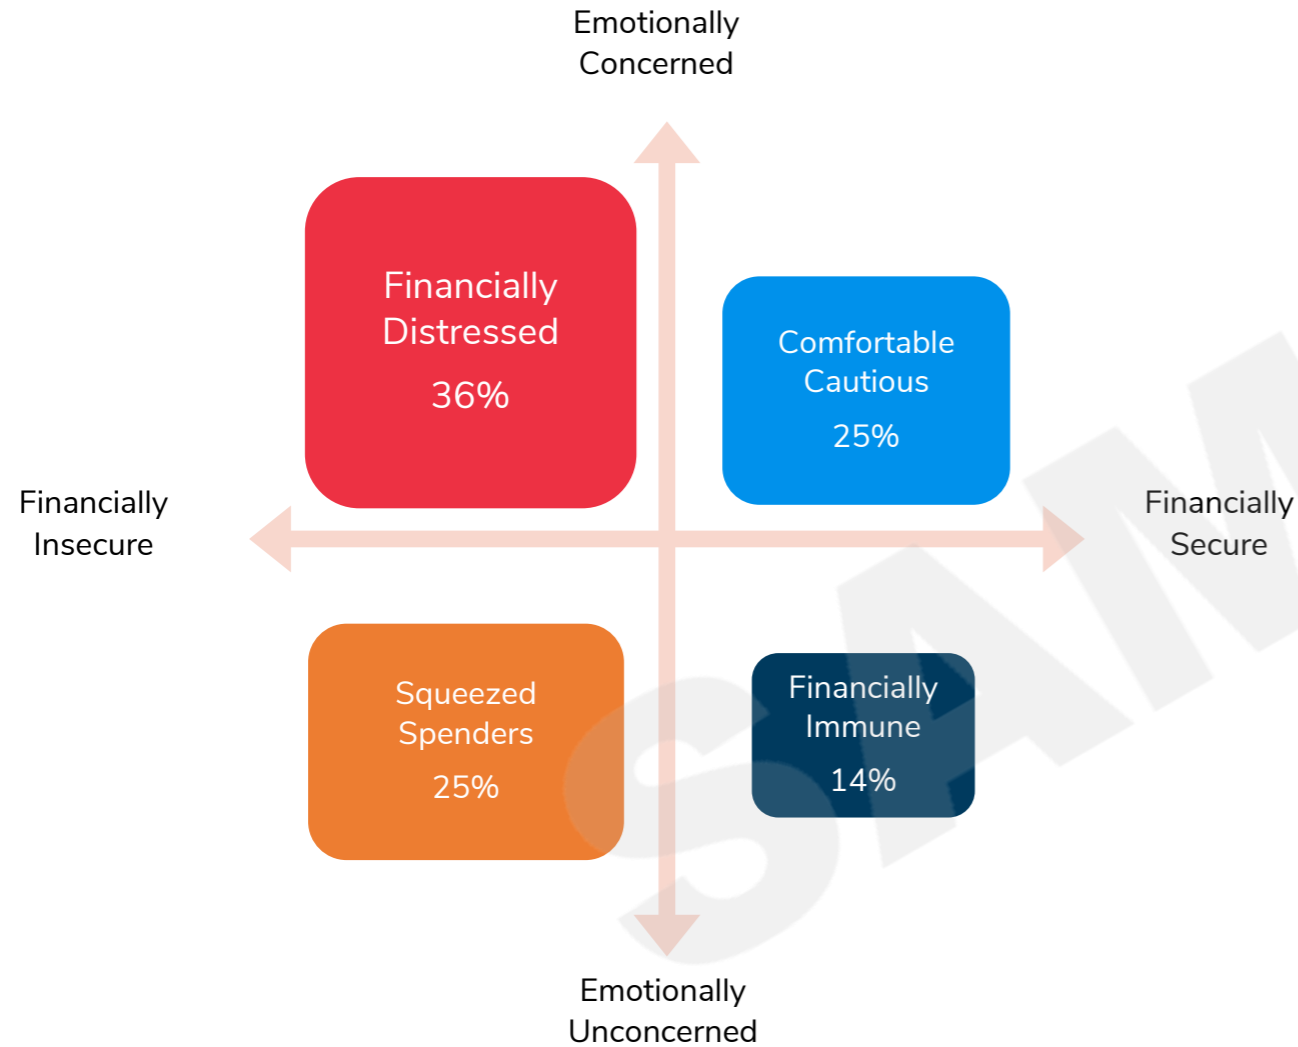 Emotionally
Concerned
Financially
Distressed
36%
Comfortable
Cautious
25%
Financially
Insecure
Financially
Secure
Squeezed
Spenders
25%
Financially
Immune
14%
Emotionally
Unconcerned
SAM